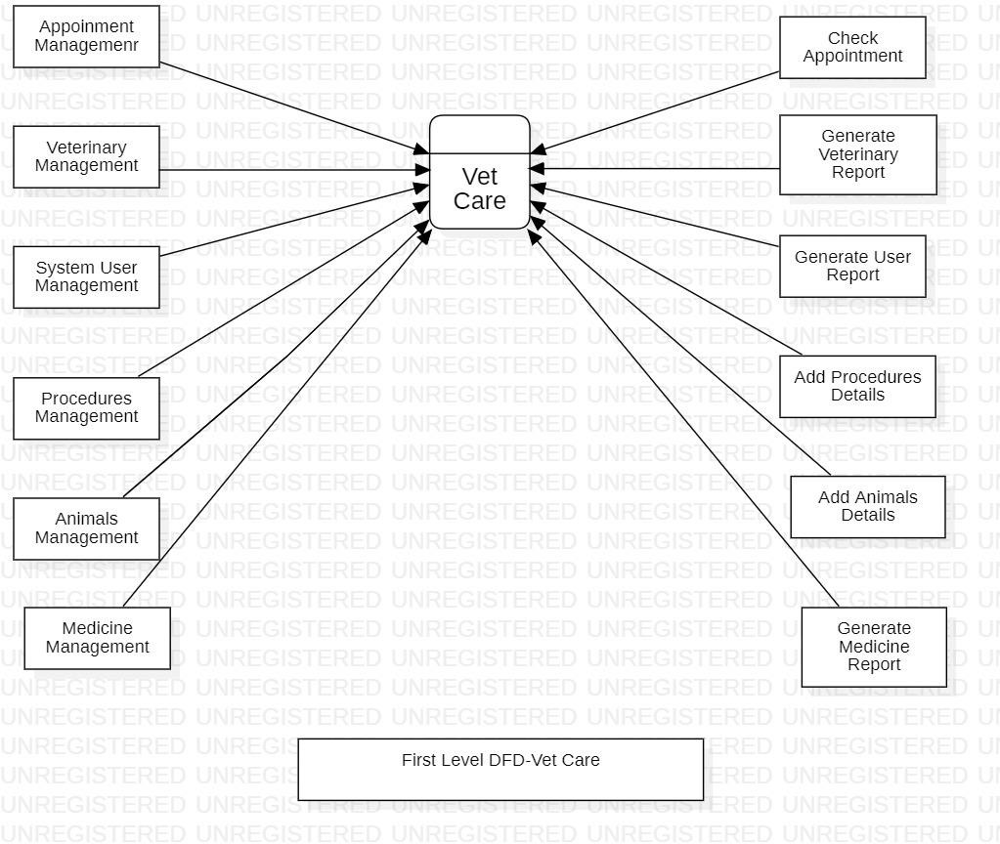 Appoinment
Managemenr
Check
Appointment
Veterinary
Management
Generate
Veterinary
Report
Vet
Care
System User
Management
Generate User
Report
Procedures
Management
Add Procedures
Details
Animals
Management
Add Animals
Details
Medicine
Management
Generate
Medicine
Report
First Level DFD-Vet Care
UNREGISTERED